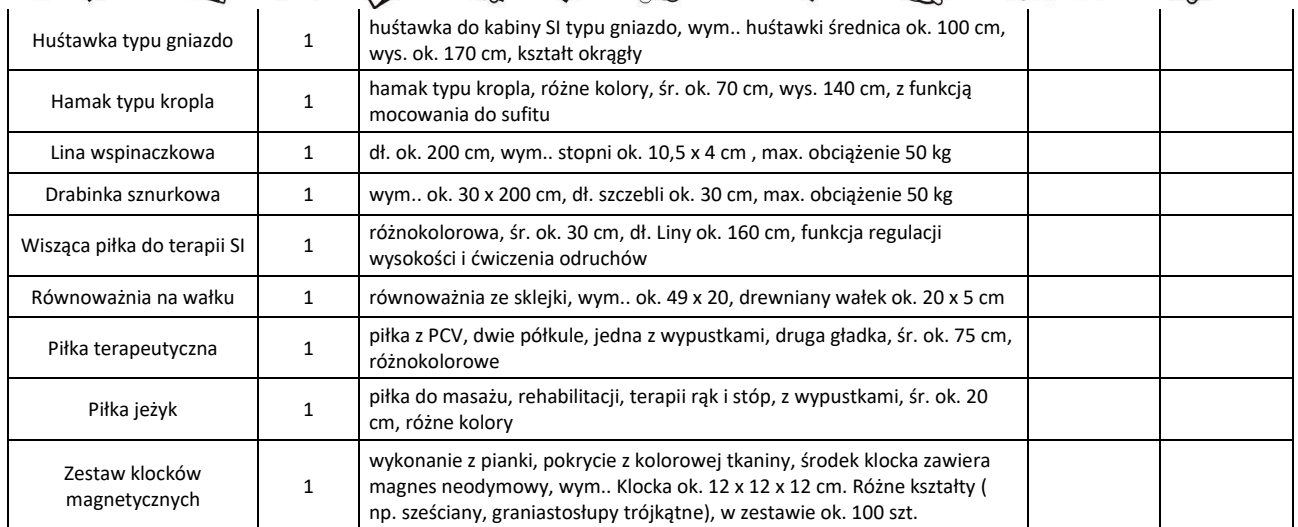 Huśtawka typu gniazdo 1 huśtawka do kabiny SI typu gniazdo, wym.. huśtawki średnica ok. 100 cm,
wys. ok. 170 cm, kształt okrągły
Hamak typu kropla 1 hamak typu kropla, różne kolory, śr. ok. 70 cm, wys. 140 cm, z funkcją
mocowania do sufitu
Lina wspinaczkowa 1 dł. ok. 200 cm, wym.. stopni ok. 10,5 x 4 cm , max. obciążenie 50 kg
Drabinka sznurkowa 1 wym.. ok. 30 x 200 cm, dł. szczebli ok. 30 cm, max. obciążenie 50 kg
Wisząca piłka do terapii SI 1 różnokolorowa, śr. ok. 30 cm, dł. Liny ok. 160 cm, funkcja regulacji
wysokości i ćwiczenia odruchów
Równoważnia na wałku 1 równoważnia ze sklejki, wym.. ok. 49 x 20, drewniany wałek ok. 20 x 5 cm
Piłka terapeutyczna 1 piłka z PCV, dwie półkule, jedna z wypustkami, druga gładka, śr. ok. 75 cm,
różnokolorowe
Piłka jeżyk 1 piłka do masażu, rehabilitacji, terapii rąk i stóp, z wypustkami, śr. ok. 20
cm, różne kolory
Zestaw klocków
magnetycznych 1 wykonanie z pianki, pokrycie z kolorowej tkaniny, środek klocka zawiera
magnes neodymowy, wym.. Klocka ok. 12 x 12 x 12 cm. Różne kształty (
np. sześciany, graniastosłupy trójkątne), w zestawie ok. 100 szt.